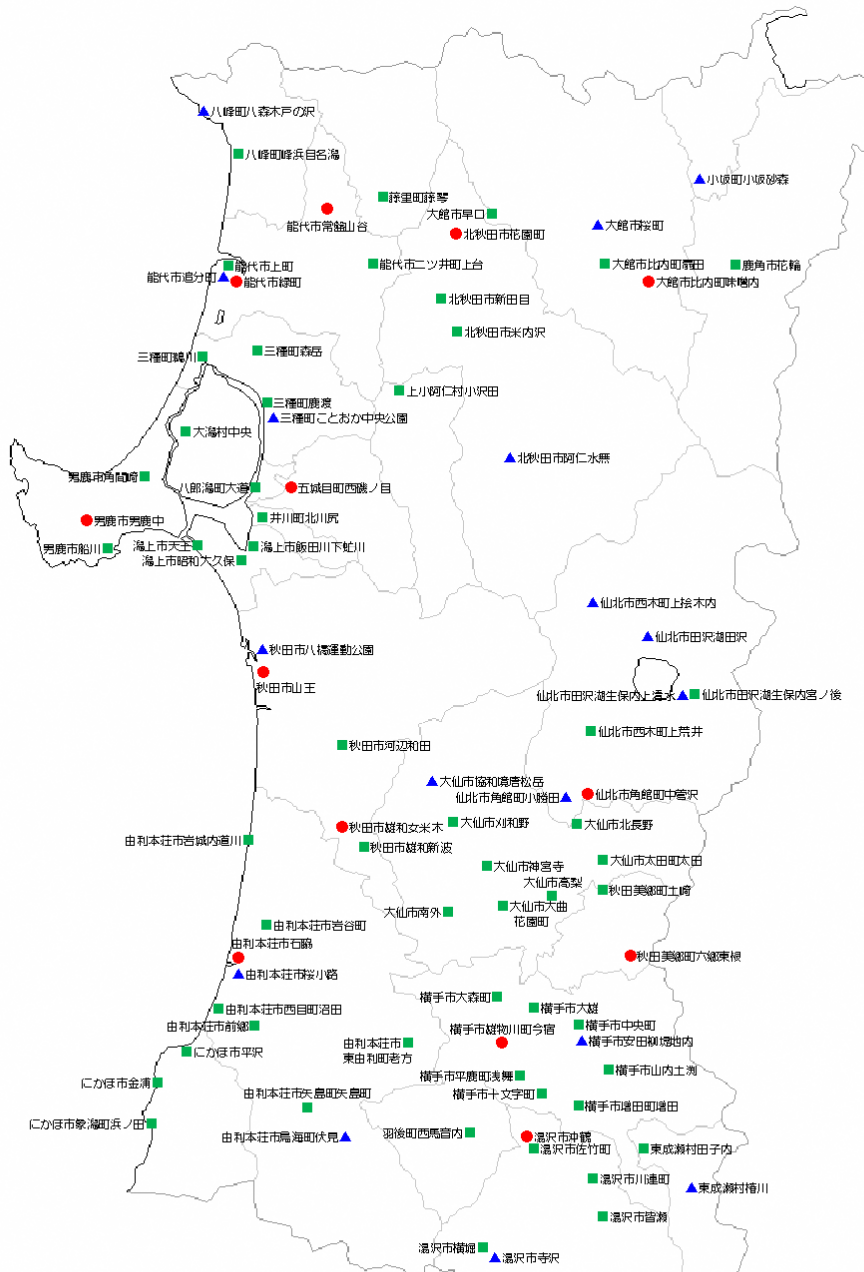 八峰町八森木戸の沢
八峰町峰浜目名潟
小坂町小坂砂森
藤里町藤琴
大館市早口
能代市常盤山谷
大館市桜町
北秋田市花園町
能代市上町
能代市追分町
能代市緑町
能代市二ツ井町上台
大館市比内町扇田
鹿角市花輪
大館市比内町味噌内
北秋田市新田目
北秋田市米内沢
三種町鵜川
三種町森岳
上小阿仁村小沢田
三種町鹿渡
三種町ことおか中央公園
大潟村中央
北秋田市阿仁水無
男鹿市角間崎
八郎潟町大道
五城目町西磯ノ目
男鹿市男鹿中
井川町北川尻
男鹿市船川
潟上市天王
潟上市飯田川下虻川
潟上市昭和大久保
仙北市西木町上桧木内
仙北市田沢湖田沢
秋田市八橋運動公園
秋田市山王
仙北市田沢湖生保内上清水
仙北市田沢湖生保内宮ノ後
仙北市西木町上荒井
秋田市河辺和田
大仙市協和境唐松岳
仙北市角館町小勝田
仙北市角館町中菅沢
秋田市雄和女米木
大仙市刈和野
大仙市北長野
由利本荘市岩城内道川
秋田市雄和新波
大仙市太田町太田
大仙市神宮寺
大仙市高梨
秋田美郷町土崎
大仙市南外
大仙市大曲
花園町
由利本荘市岩谷町
由利本荘市石脇
秋田美郷町六郷東根
由利本荘市桜小路
横手市大森町
横手市大雄
由利本荘市西目町沼田
由利本荘市前郷
横手市中央町
横手市雄物川町今宿
横手市安田柳堤地内
由利本荘市
東由利町老方
にかほ市平沢
横手市山内土渕
横手市平鹿町浅舞
にかほ市金浦
由利本荘市矢島町矢島町
横手市十文字町
横手市増田町増田
にかほ市象潟町浜ノ田
由利本荘市鳥海町伏見
羽後町西馬音内
湯沢市沖鶴
湯沢市佐竹町
東成瀬村田子内
湯沢市川連町
東成瀬村椿川
湯沢市皆瀬
湯沢市横堀
湯沢市寺沢